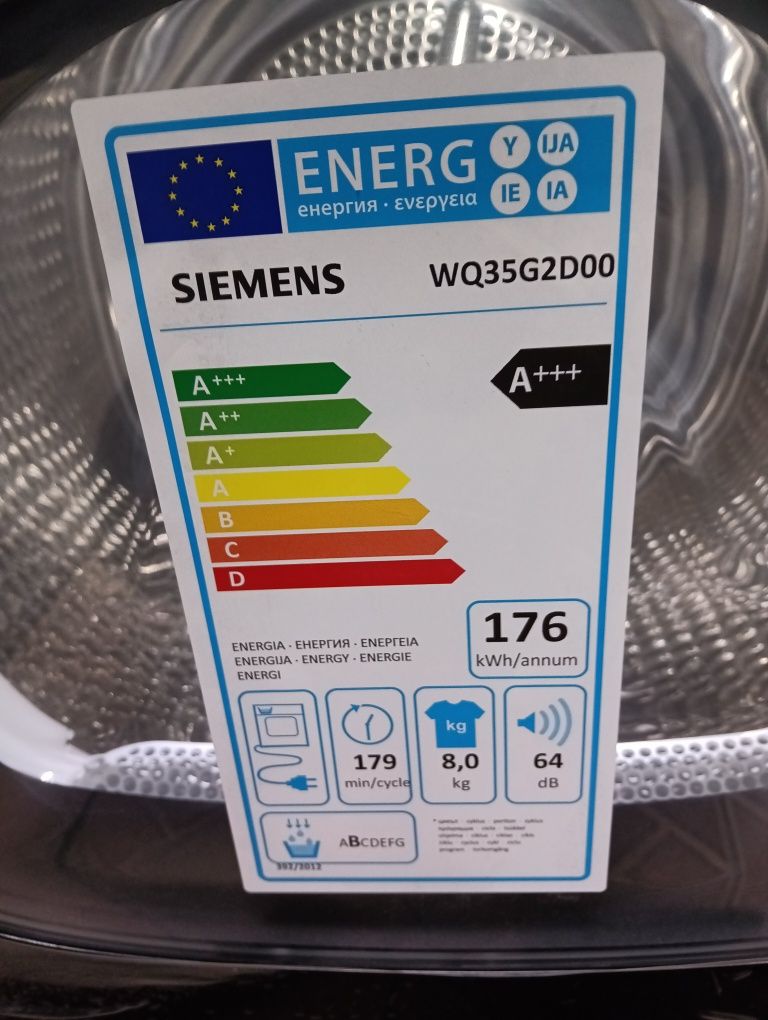 ENERG Y IJA
енергия · ενεργεια IE IA
SIEMENS WQ35G2D00
A+++ A+++
A++
A+
A
B
C
D
176
kWh/annum
ENERGIA · ЕНЕРГИЯ · ΕΝΕΡΓΕΙΑ
ENERGIJA · ENERGY · ENERGIE
ENERGI
kg
179 8,0 64
min/cycle kg dB
ABCDEFG
392/2012